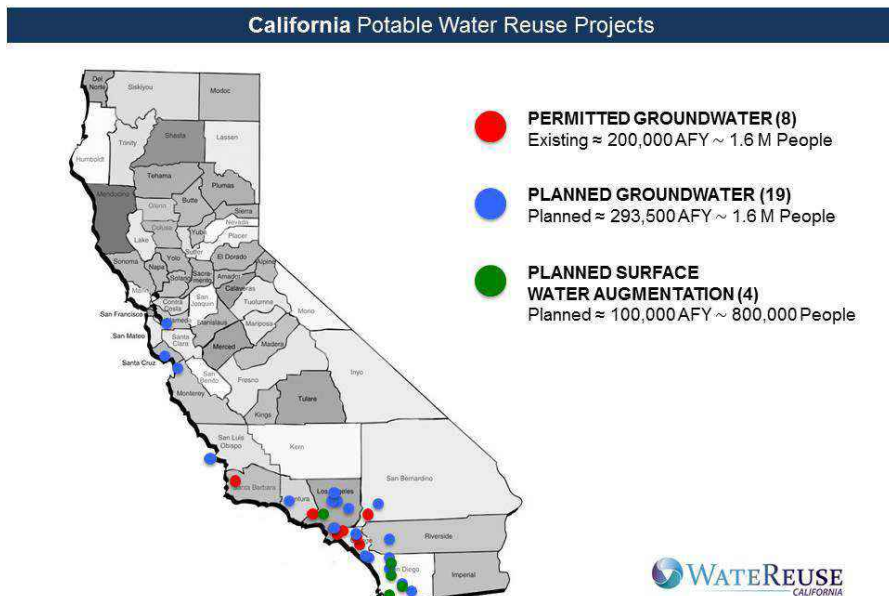 California Potable Water Reuse Projects
PERMITTED GROUNDWATER (8)
Existing ≈ 200,000 AFY ~ 1.6 M People
PLANNED GROUNDWATER (19)
Planned ≈ 293,500 AFY ~ 1.6 M People
PLANNED SURFACE
WATER AUGMENTATION (4)
Planned ≈ 100,000 AFY ~ 800,000 People
Del
Norte
Siskiyou
Modoc
Humboldt
Trinity
Shasta
Lassen
Tehama
Plumas
Mendocino
Glenn
Butte
Sierra
Nevada
Placer
Lake
Colusa
Yuba
Sutter
Sonoma
Napa
Yolo
El Dorado
Alpine
Solano
Sacra-
mento
Amador
Calaveras
San
Joaquin
Tuolumne
Mono
Contra
Costa
San Francisco
Alameda
Stanislaus
Mariposa
San Mateo
Santa
Clara
Merced
Madera
Santa Cruz
San
Benito
Fresno
Inyo
Monterey
Kings
Tulare
San Luis
Obispo
Kern
San Bernardino
Santa Barbara
Los Angeles
Riverside
Imperial
WATEREUSE
CALIFORNIA